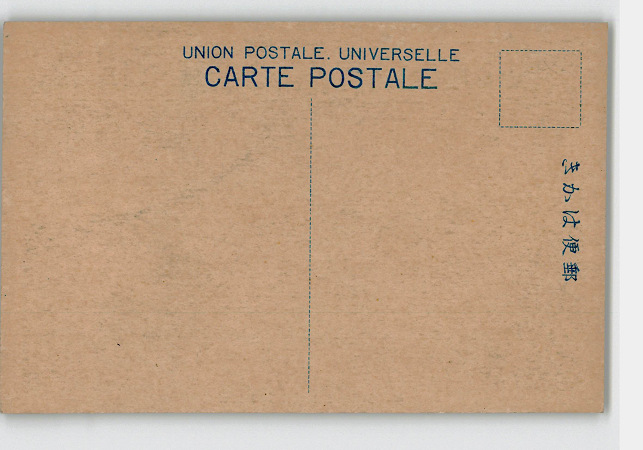 UNION POSTALE. UNIVERSELLE
CARTE POSTALE
きかは便郵